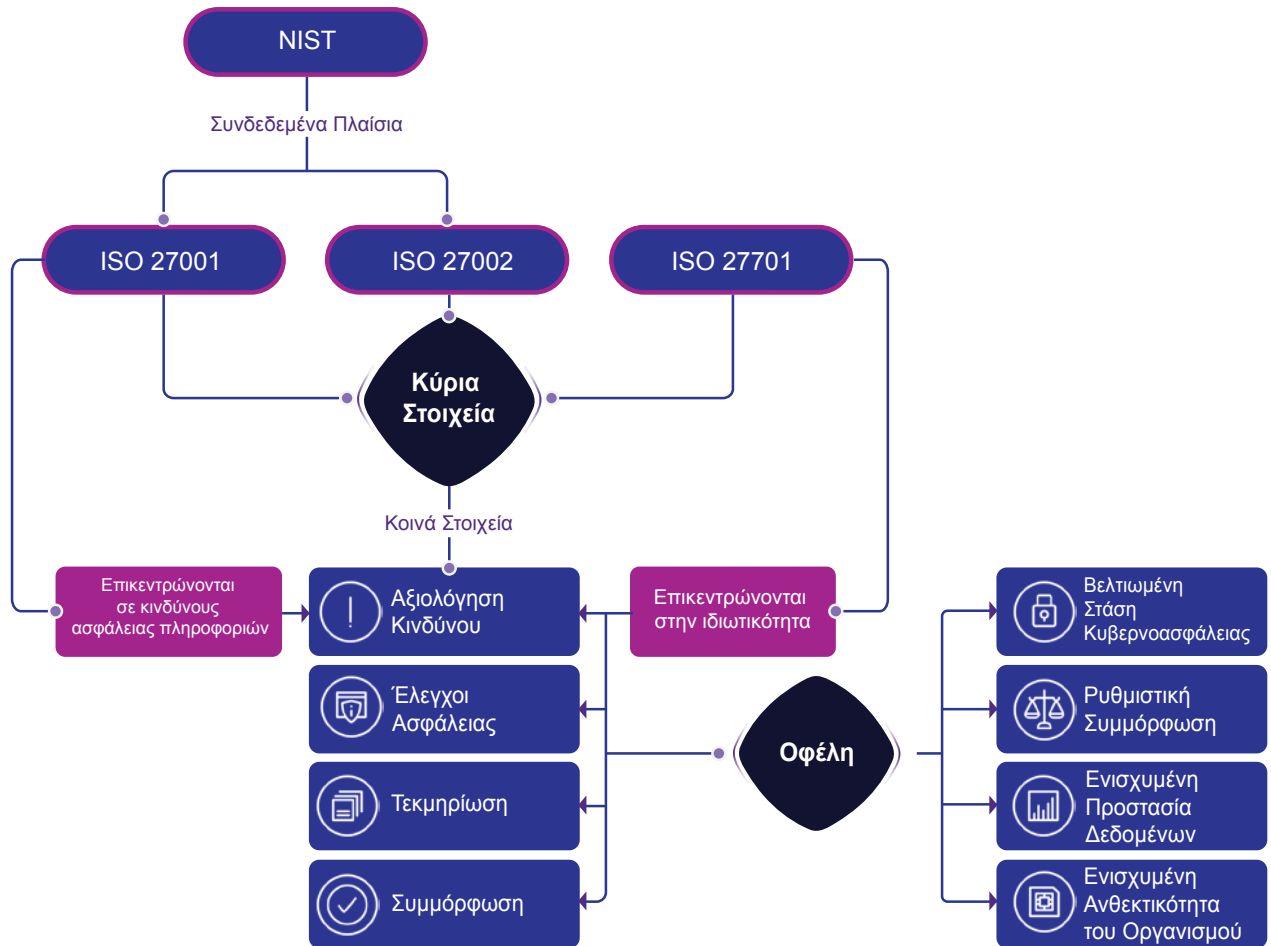 NIST
Συνδεδεμένα Πλαίσια
ISO 27001
ISO 27002
ISO 27701
Κύρια
Στοιχεία
Κοινά Στοιχεία
Επικεντρώνονται
σε κινδύνους
ασφάλειας πληροφοριών
Αξιολόγηση
Κινδύνου
Επικεντρώνονται
στην ιδιωτικότητα
Βελτιωμένη
Στάση
Κυβερνοασφάλειας
Έλεγχοι
Ασφάλειας
Οφέλη
Ρυθμιστική
Συμμόρφωση
Τεκμηρίωση
Ενισχυμένη
Προστασία
Δεδομένων
Συμμόρφωση
Ενισχυμένη
Ανθεκτικότητα
του Οργανισμού